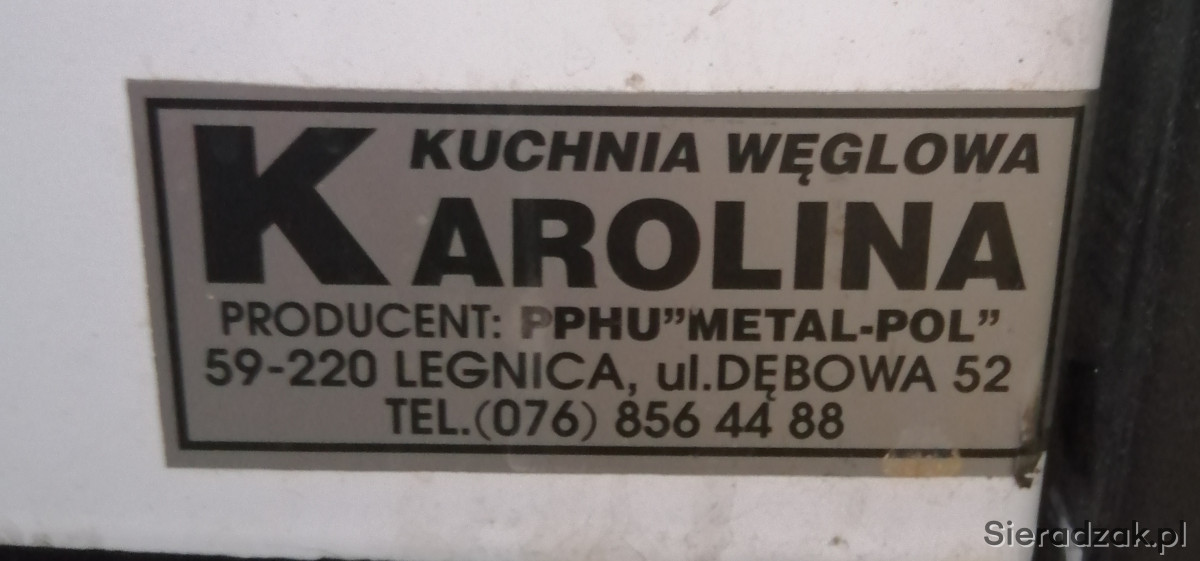 KUCHNIA WĘGLOWA
KAROLINA
PRODUCENT: PPHU”METAL-POL”
59-220 LEGNICA, ul.DĘBOWA 52
TEL.(076) 856 44 88
Sieradzak.pl